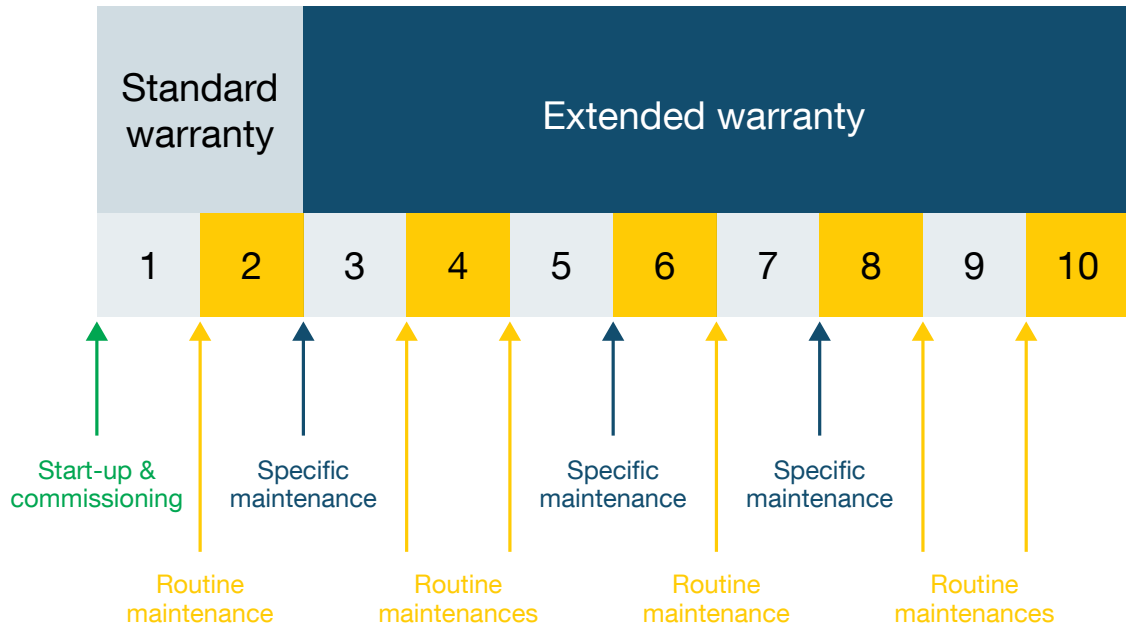 Standard
warranty
Extended warranty
1 2 3 4 5 6 7 8 9 10
Start-up &
commissioning
Specific
maintenance
Specific
maintenance
Specific
maintenance
Routine
maintenance
Routine
maintenances
Routine
maintenance
Routine
maintenances